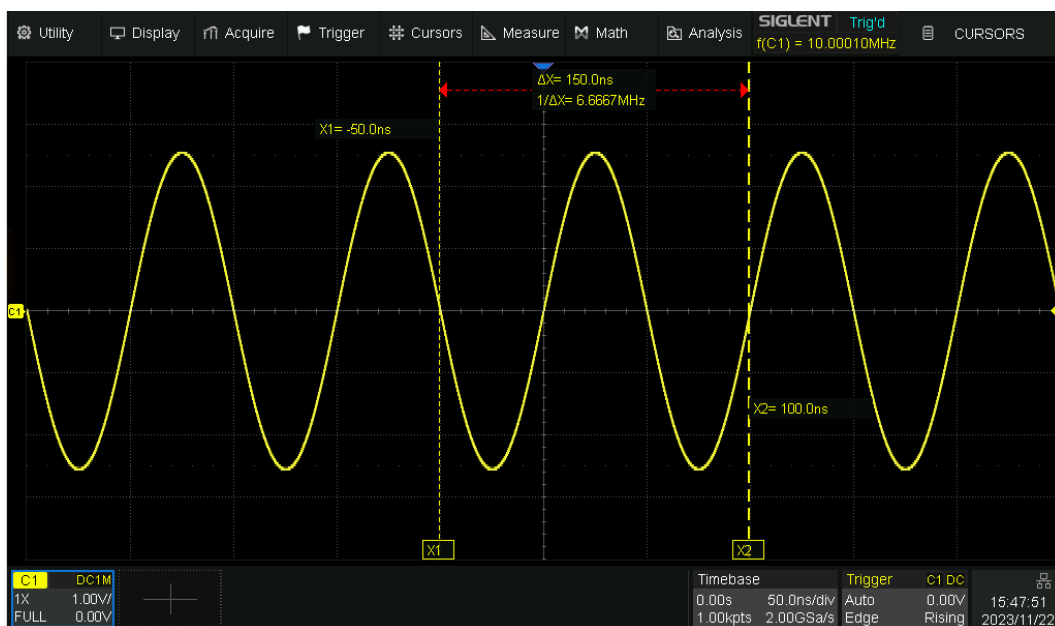 Utility Display Acquire Trigger Cursors Measure Math Analysis SIGLENT Trig'd CURSORS
f(C1) = 10.00010MHz
ΔX= 150.0ns
1/ΔX= 6.6667MHz
X1= -50.0ns
C1
X2= 100.0ns
X1 X2
C1 DC1M
1X 1.00V/
FULL 0.00V
Timebase
0.00s 50.0ns/div
1.00kpts 2.00GSa/s
Trigger C1 DC
Auto 0.00V
Edge Rising
15:47:51
2023/11/22